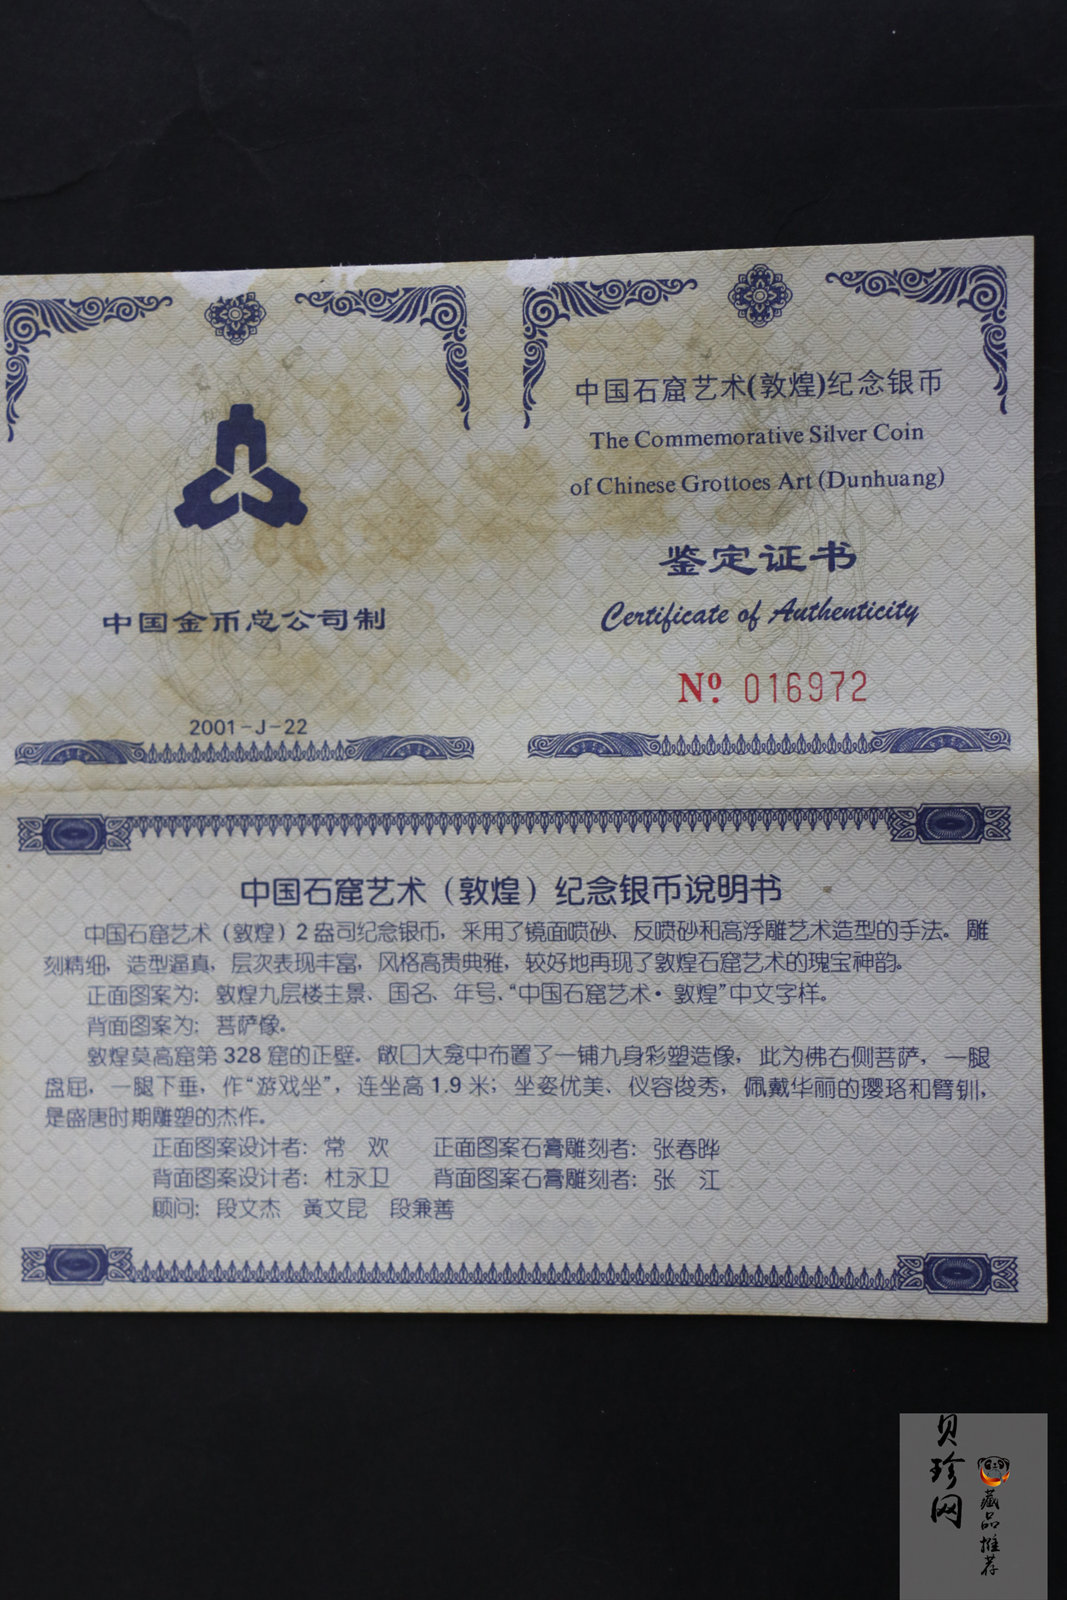 中国金币总公司制
2001-J-22
中国石窟艺术(敦煌)纪念银币
The Commemorative Silver Coin
of Chinese Grottoes Art (Dunhuang)
鉴定证书
Certificate of Authenticity
Nº. 016972
中国石窟艺术（敦煌）纪念银币说明书
中国石窟艺术（敦煌）2盎司纪念银币，采用了镜面喷砂、反喷砂和高浮雕艺术造型的手法。雕
刻精细，造型逼真，层次表现丰富，风格高贵典雅，较好地再现了敦煌石窟艺术的瑰宝神韵。
正面图案为：敦煌九层楼主景、国名、年号、“中国石窟艺术·敦煌”中文字样。
背面图案为：菩萨像。
敦煌莫高窟第328窟的正壁。敞口大龛中布置了一铺九身彩塑造像，此为佛右侧菩萨，一腿
盘屈，一腿下垂，作“游戏坐”，连坐高1.9米；坐姿优美、仪容俊秀，佩戴华丽的璎珞和臂钏，
是盛唐时期雕塑的杰作。
正面图案设计者：常 欢 正面图案石膏雕刻者：张春晔
背面图案设计者：杜永卫 背面图案石膏雕刻者：张 江
顾问：段文杰 黄文昆 段兼善
贝珍网
藏品推荐